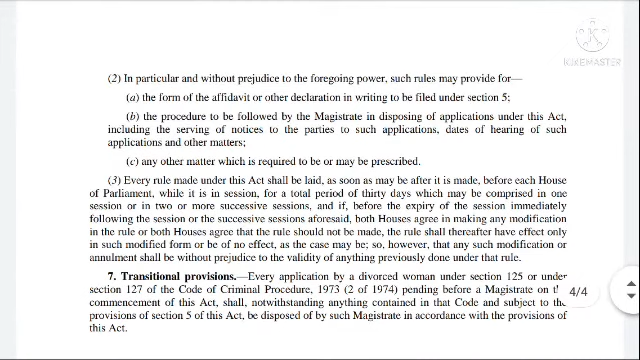 KINEMASTER
(2) In particular and without prejudice to the foregoing power, such rules may provide for—
(a) the form of the affidavit or other declaration in writing to be filed under section 5;
(b) the procedure to be followed by the Magistrate in disposing of applications under this Act,
including the serving of notices to the parties to such applications, dates of hearing of such
applications and other matters;
(c) any other matter which is required to be or may be prescribed.
(3) Every rule made under this Act shall be laid, as soon as may be after it is made, before each House
of Parliament, while it is in session, for a total period of thirty days which may be comprised in one
session or in two or more successive sessions, and if, before the expiry of the session immediately
following the session or the successive sessions aforesaid, both Houses agree in making any modification
in the rule or both Houses agree that the rule should not be made, the rule shall thereafter have effect only
in such modified form or be of no effect, as the case may be; so, however, that any such modification or
annulment shall be without prejudice to the validity of anything previously done under that rule.
7. Transitional provisions.—Every application by a divorced woman under section 125 or under
section 127 of the Code of Criminal Procedure, 1973 (2 of 1974) pending before a Magistrate on
commencement of this Act, shall, notwithstanding anything contained in that Code and subject to the
provisions of section 5 of this Act, be disposed of by such Magistrate in accordance with the provisions of
this Act.
4/4